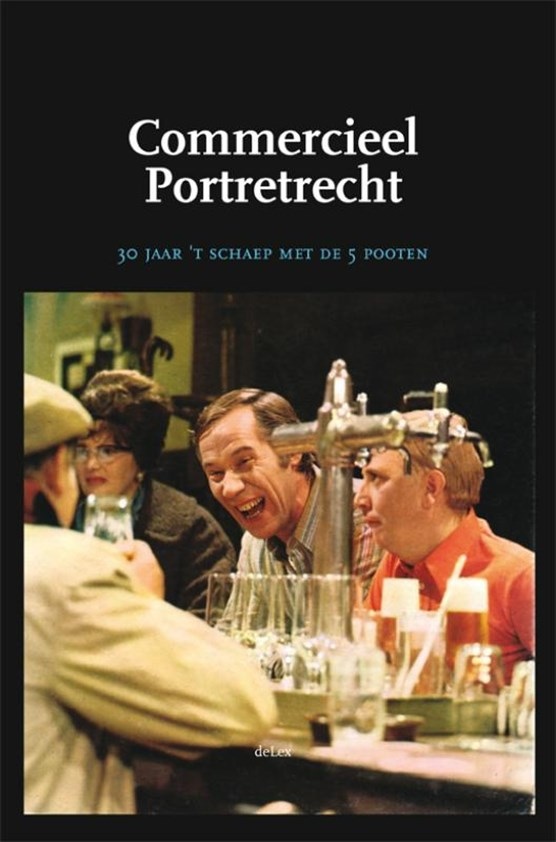 Commercieel
Portretrecht
30 JAAR 'T SCHAEP MET DE 5 POOTEN
deLex